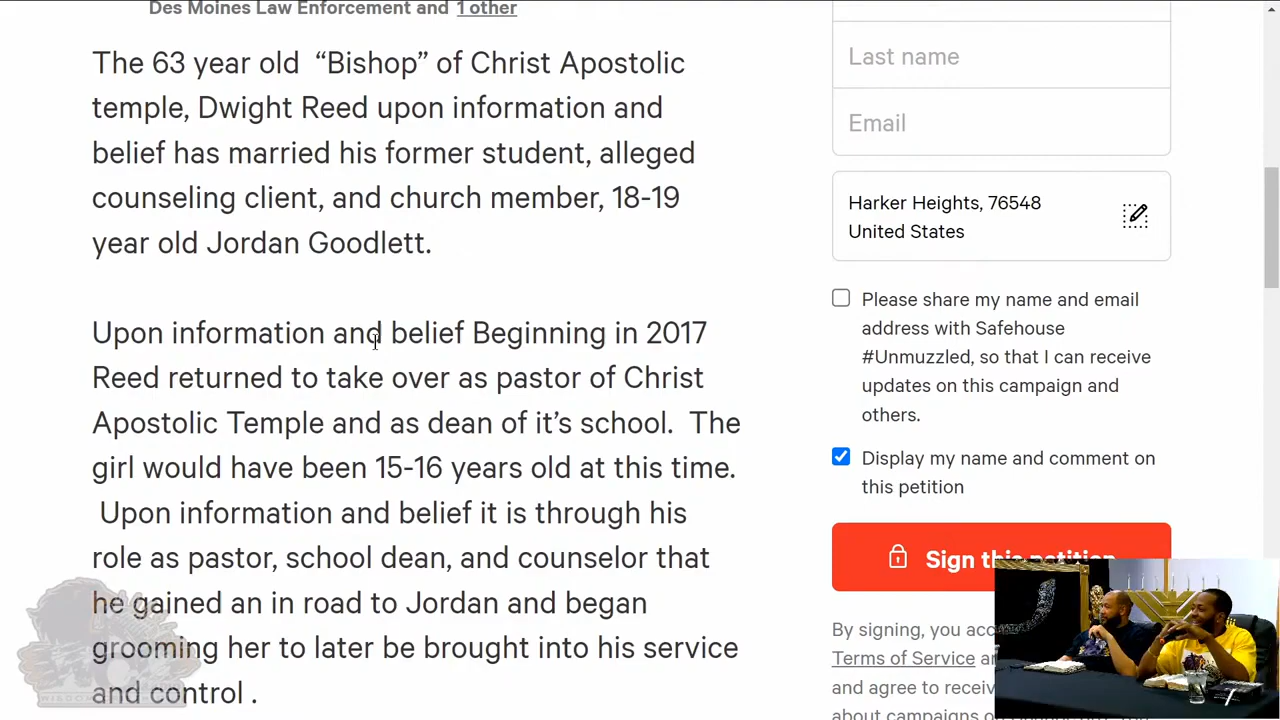 Des Moines Law Enforcement and 1 other
The 63 year old “Bishop” of Christ Apostolic
temple, Dwight Reed upon information and
belief has married his former student, alleged
counseling client, and church member, 18-19
year old Jordan Goodlett.
Upon information and belief Beginning in 2017
Reed returned to take over as pastor of Christ
Apostolic Temple and as dean of it’s school.  The
girl would have been 15-16 years old at this time.
Upon information and belief it is through his
role as pastor, school dean, and counselor that
he gained an in road to Jordan and began
grooming her to later be brought into his service
and control .
Last name
Email
Harker Heights, 76548
United States
Please share my name and email
address with Safehouse
#Unmuzzled, so that I can receive
updates on this campaign and
others.
Display my name and comment on
this petition
Sign this petition
By signing, you acc
Terms of Service
and agree to receiv
about campaigns on